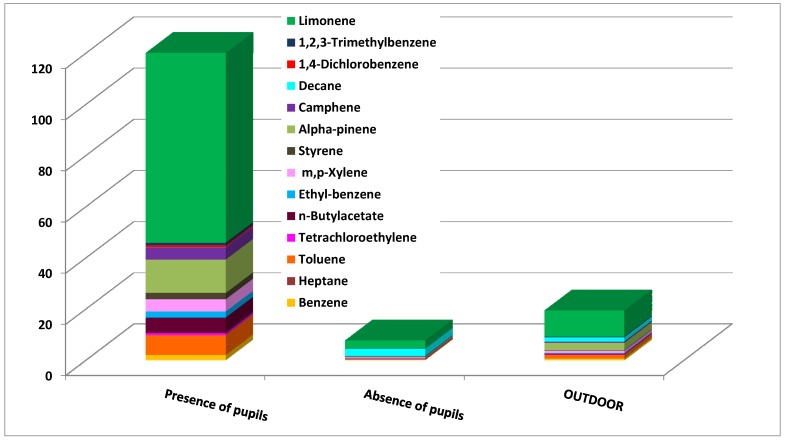 Limonene
1,2,3-Trimethylbenzene
1,4-Dichlorobenzene
Decane
Camphene
Alpha-pinene
Styrene
m,p-Xylene
Ethyl-benzene
n-Butylacetate
Tetrachloroethylene
Toluene
Heptane
Benzene
120
100
80
60
40
20
0
Presence of pupils
Absence of pupils
OUTDOOR